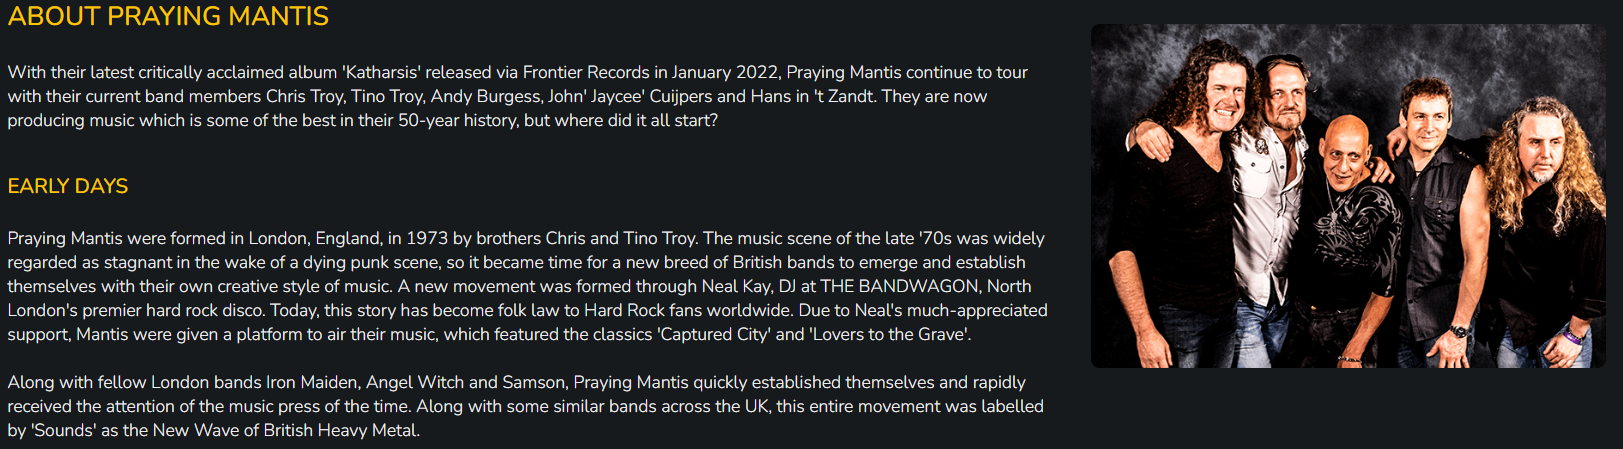 ABOUT PRAYING MANTIS
With their latest critically acclaimed album 'Katharsis' released via Frontier Records in January 2022, Praying Mantis continue to tour
with their current band members Chris Troy, Tino Troy, Andy Burgess, John' Jaycee' Cuijpers and Hans in 't Zandt. They are now
producing music which is some of the best in their 50-year history, but where did it all start?
EARLY DAYS
Praying Mantis were formed in London, England, in 1973 by brothers Chris and Tino Troy. The music scene of the late '70s was widely
regarded as stagnant in the wake of a dying punk scene, so it became time for a new breed of British bands to emerge and establish
themselves with their own creative style of music. A new movement was formed through Neal Kay, DJ at THE BANDWAGON, North
London's premier hard rock disco. Today, this story has become folk law to Hard Rock fans worldwide. Due to Neal's much-appreciated
support, Mantis were given a platform to air their music, which featured the classics 'Captured City' and 'Lovers to the Grave'.
Along with fellow London bands Iron Maiden, Angel Witch and Samson, Praying Mantis quickly established themselves and rapidly
received the attention of the music press of the time. Along with some similar bands across the UK, this entire movement was labelled
by 'Sounds' as the New Wave of British Heavy Metal.